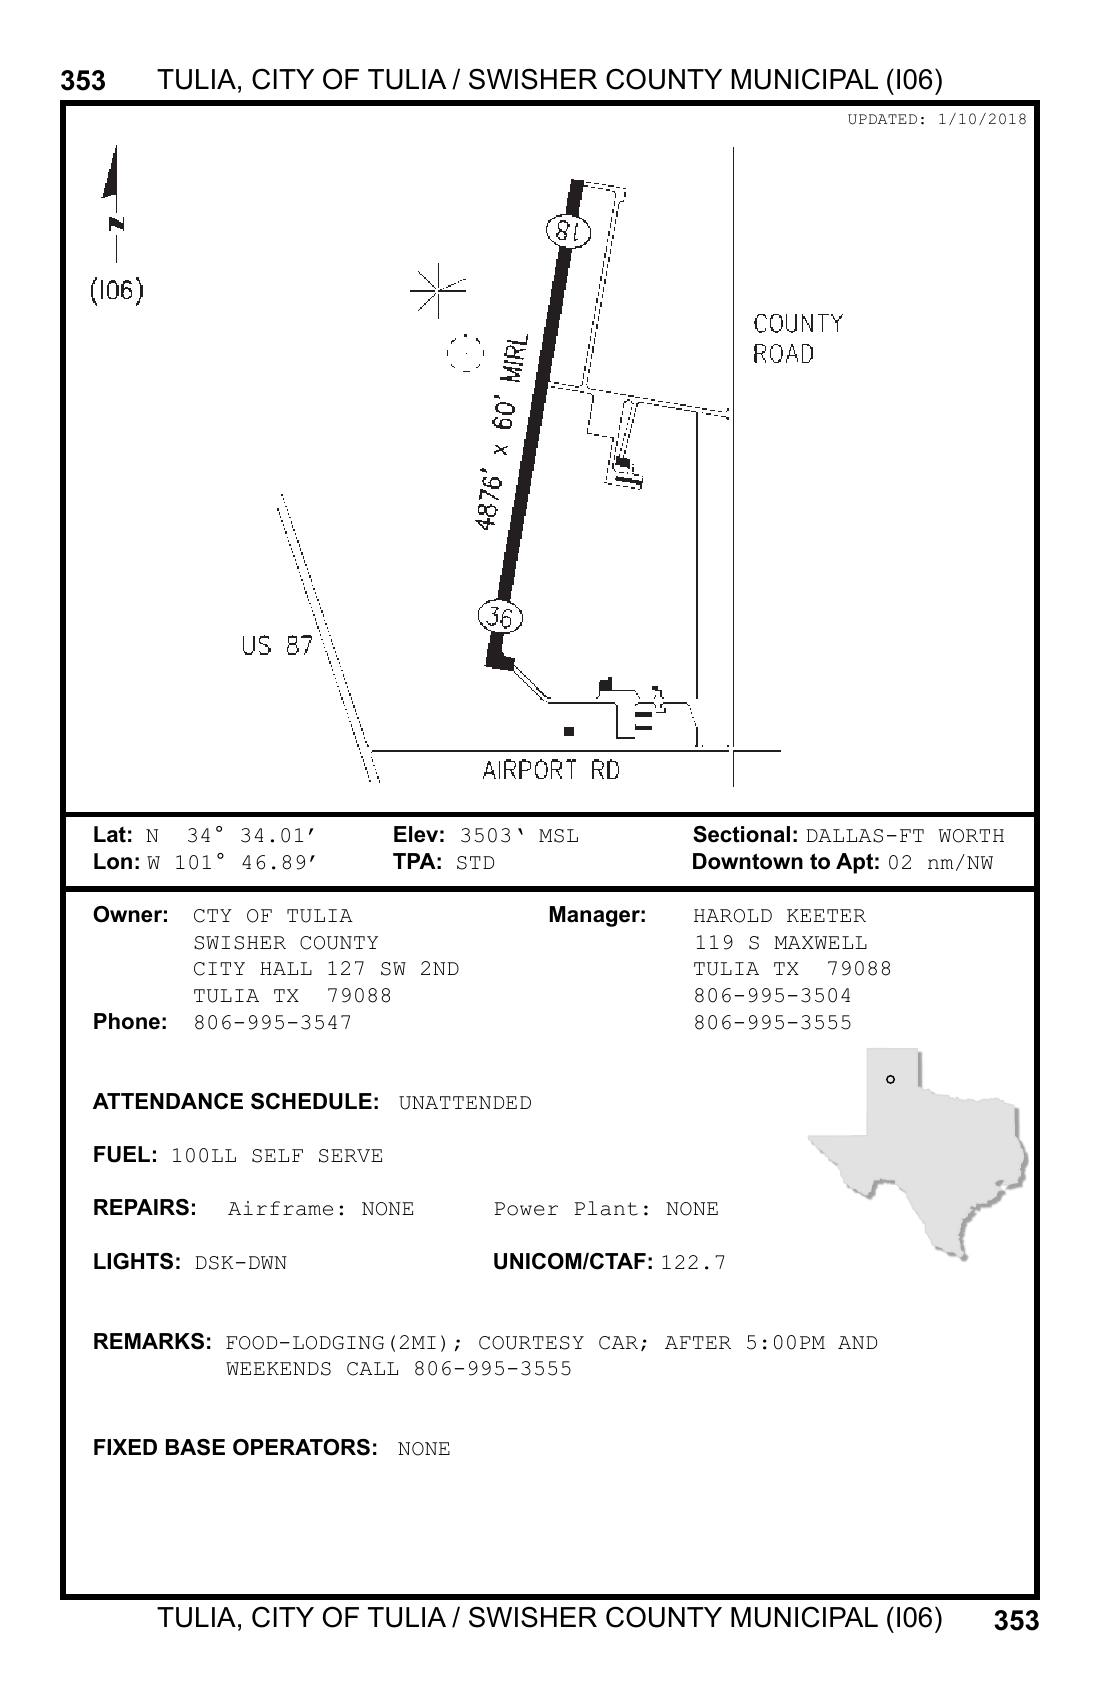 353 TULIA, CITY OF TULIA / SWISHER COUNTY MUNICIPAL (I06)
UPDATED: 1/10/2018
N
(I06)
18
COUNTY
ROAD
4876' x 60' MIRL
36
US 87
AIRPORT RD
Lat: N 34° 34.01′ Elev: 3503‘ MSL Sectional: DALLAS-FT WORTH
Lon: W 101° 46.89′ TPA: STD Downtown to Apt: 02 nm/NW
Owner: CTY OF TULIA Manager: HAROLD KEETER
SWISHER COUNTY 119 S MAXWELL
CITY HALL 127 SW 2ND TULIA TX 79088
TULIA TX 79088 806-995-3504
Phone: 806-995-3547 806-995-3555
ATTENDANCE SCHEDULE: UNATTENDED
FUEL: 100LL SELF SERVE
REPAIRS: Airframe: NONE Power Plant: NONE
LIGHTS: DSK-DWN UNICOM/CTAF: 122.7
REMARKS: FOOD-LODGING(2MI); COURTESY CAR; AFTER 5:00PM AND
WEEKENDS CALL 806-995-3555
FIXED BASE OPERATORS: NONE
TULIA, CITY OF TULIA / SWISHER COUNTY MUNICIPAL (I06) 353